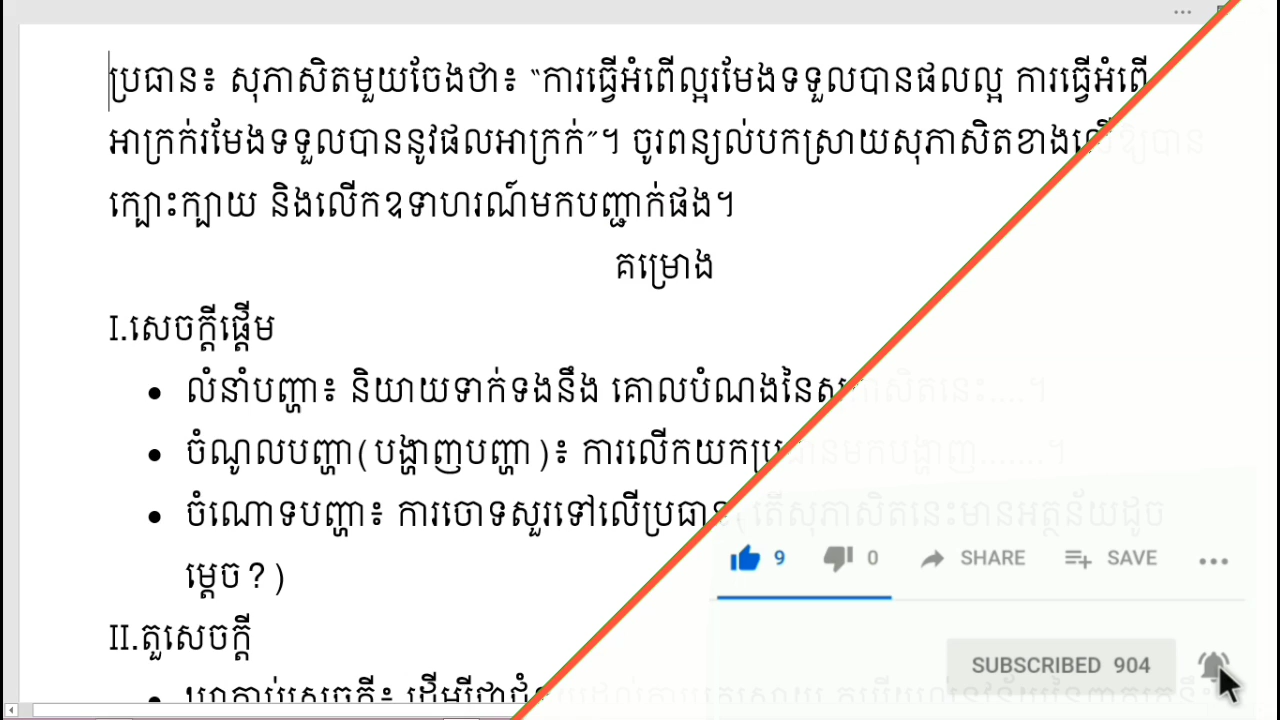 ប្រធាន៖ សុភាសិតមួយចែងថា៖ “ការធ្វើអំពើល្អរមែងទទួលបានផលល្អ ការធ្វើអំពើ
អាក្រក់រមែងទទួលបាននូវផលអាក្រក់”។ ចូរពន្យល់បកស្រាយសុភាសិតខាងលើឱ្យបាន
ក្បោះក្បាយ និងលើកឧទាហរណ៍មកបញ្ជាក់ផង។
គម្រោង
I.សេចក្តីផ្តើម
• លំនាំបញ្ហា៖ និយាយទាក់ទងនឹង គោលបំណងនៃសុភាសិតនេះ....។
• ចំណូលបញ្ហា(បង្ហាញបញ្ហា)៖ ការលើកយកប្រធានមកបង្ហាញ.......។
• ចំណោទបញ្ហា៖ ការចោទសួរទៅលើប្រធាន( តើសុភាសិតនេះមានអត្ថន័យដូច
ម្តេច?)
9 0 SHARE SAVE
II.តួសេចក្តី
SUBSCRIBED 904